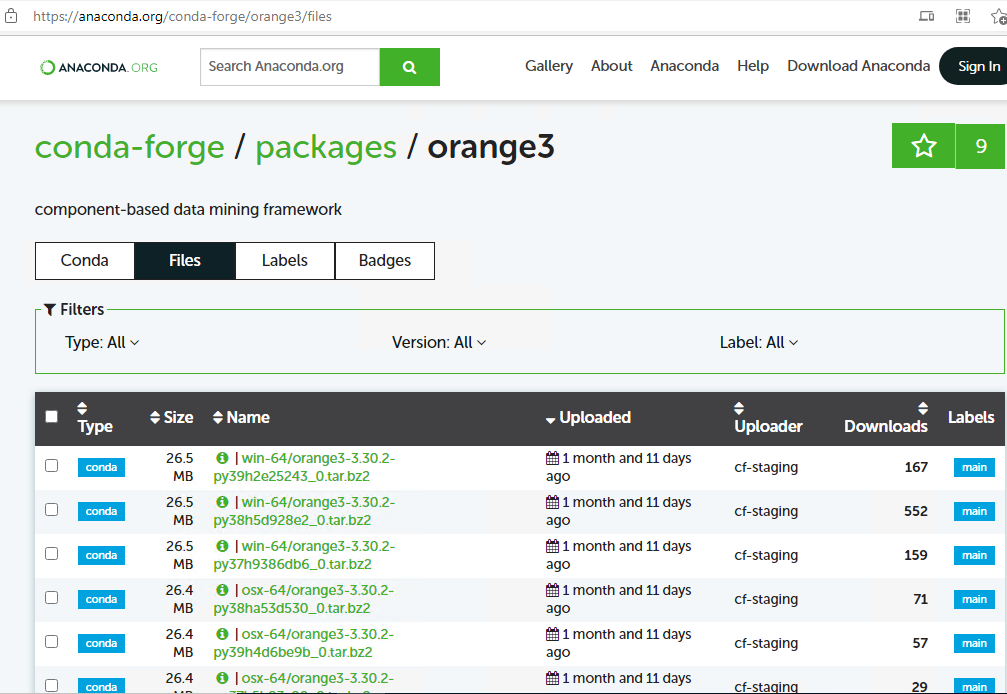 https://anaconda.org/conda-forge/orange3/files
ANACONDA.ORG
Search Anaconda.org
Gallery About Anaconda Help Download Anaconda Sign In
conda-forge / packages / orange3
9
component-based data mining framework
Conda Files Labels Badges
Filters
Type: All Version: All Label: All
Type Size Name Uploaded Uploader Downloads Labels
conda 26.5 MB | win-64/orange3-3.30.2- 1 month and 11 days cf-staging 167 main
py39h2e25243_0.tar.bz2 ago
conda 26.5 MB | win-64/orange3-3.30.2- 1 month and 11 days cf-staging 552 main
py38h5d928e2_0.tar.bz2 ago
conda 26.5 MB | win-64/orange3-3.30.2- 1 month and 11 days cf-staging 159 main
py37h9386db6_0.tar.bz2 ago
conda 26.4 MB | osx-64/orange3-3.30.2- 1 month and 11 days cf-staging 71 main
py38ha53d530_0.tar.bz2 ago
conda 26.4 MB | osx-64/orange3-3.30.2- 1 month and 11 days cf-staging 57 main
py39h4d6be9b_0.tar.bz2 ago
conda 26.4 | osx-64/orange3-3.30.2- 1 month and 11 days cf-staging 29 main